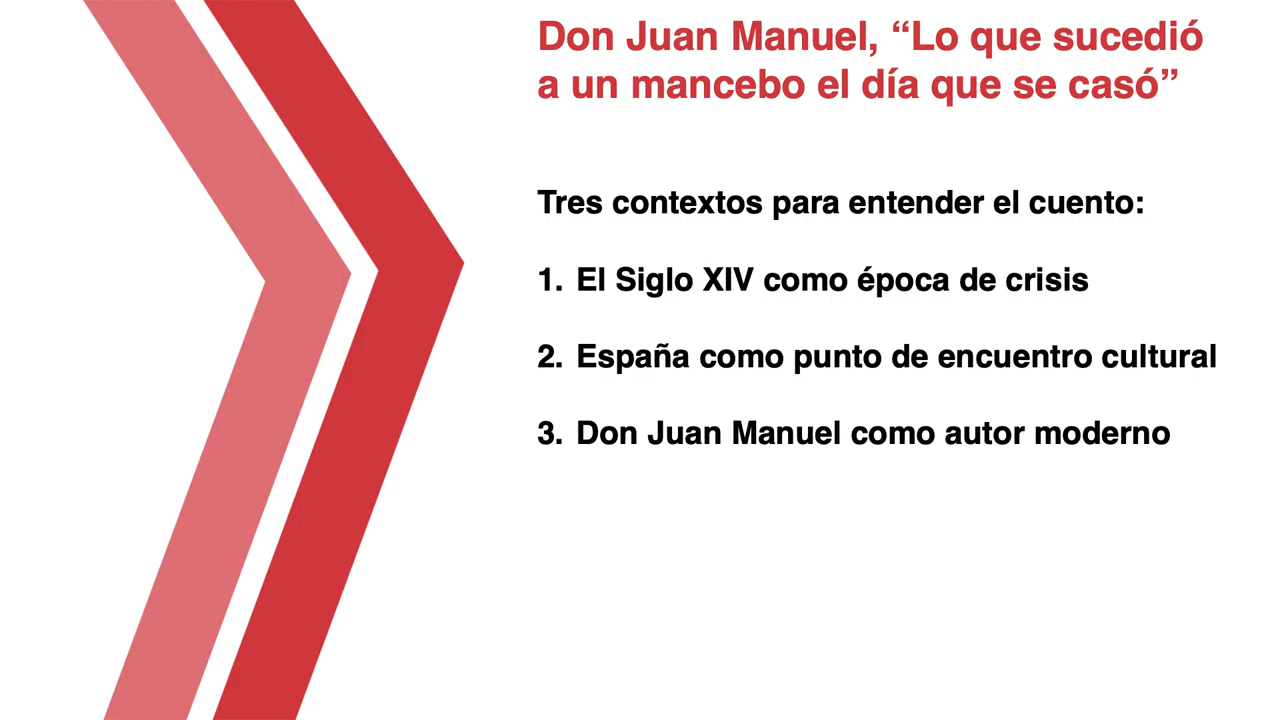 Don Juan Manuel, “Lo que sucedió
a un mancebo el día que se casó”
Tres contextos para entender el cuento:
1. El Siglo XIV como época de crisis
2. España como punto de encuentro cultural
3. Don Juan Manuel como autor moderno